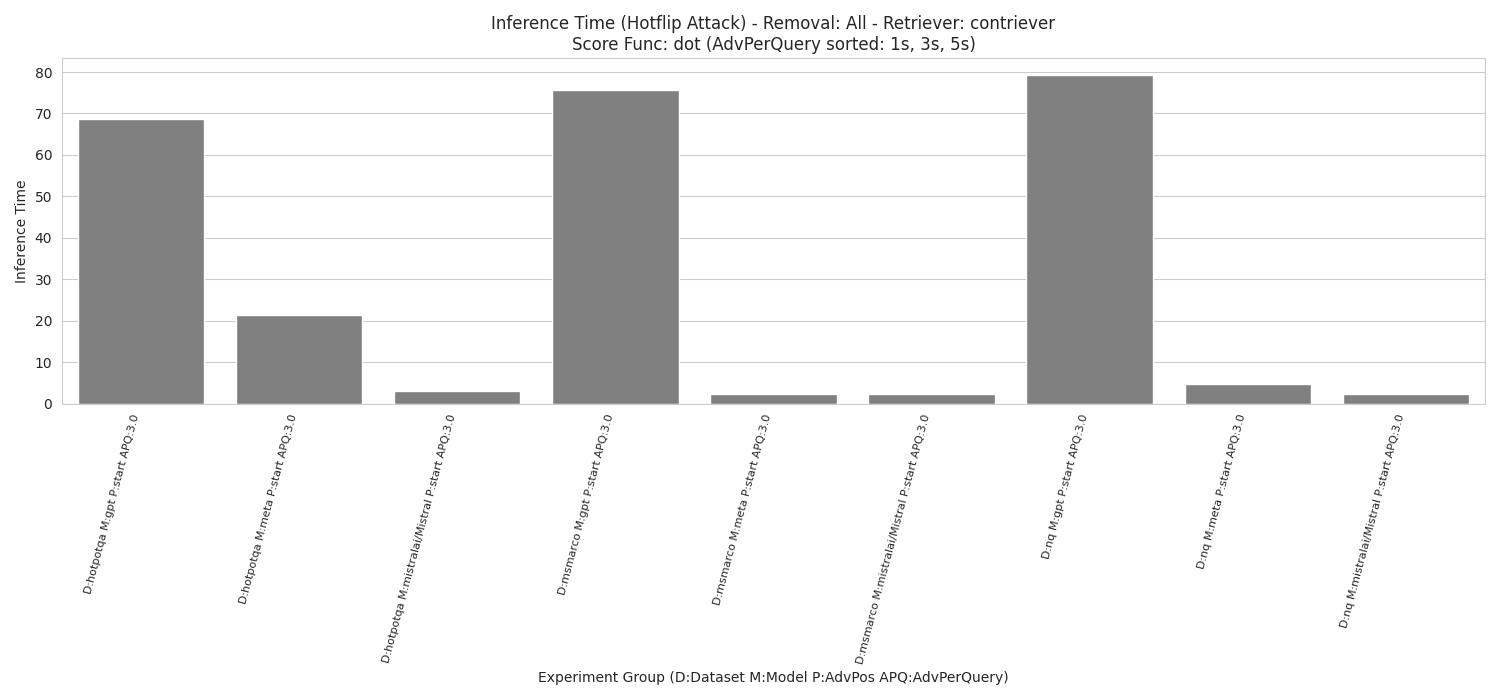 Inference Time (Hotflip Attack) - Removal: All - Retriever: contriever
Score Func: dot (AdvPerQuery sorted: 1s, 3s, 5s)
80
70
60
50
40
30
20
10
0
Inference Time
D:hotpotqa M:gpt P:start APQ:3.0
D:hotpotqa M:meta P:start APQ:3.0
D:hotpotqa M:mistralai/Mistral P:start APQ:3.0
D:msmarco M:gpt P:start APQ:3.0
D:msmarco M:meta P:start APQ:3.0
D:msmarco M:mistralai/Mistral P:start APQ:3.0
D:nq M:gpt P:start APQ:3.0
D:nq M:meta P:start APQ:3.0
D:nq M:mistralai/Mistral P:start APQ:3.0
Experiment Group (D:Dataset M:Model P:AdvPos APQ:AdvPerQuery)